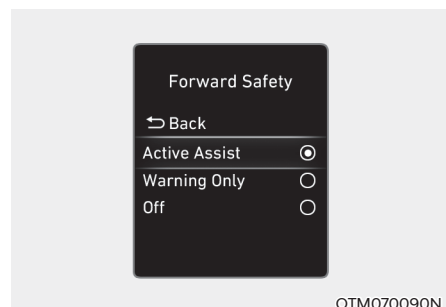 Forward Safety
Back
Active Assist
Warning Only
Off
OTM070090N